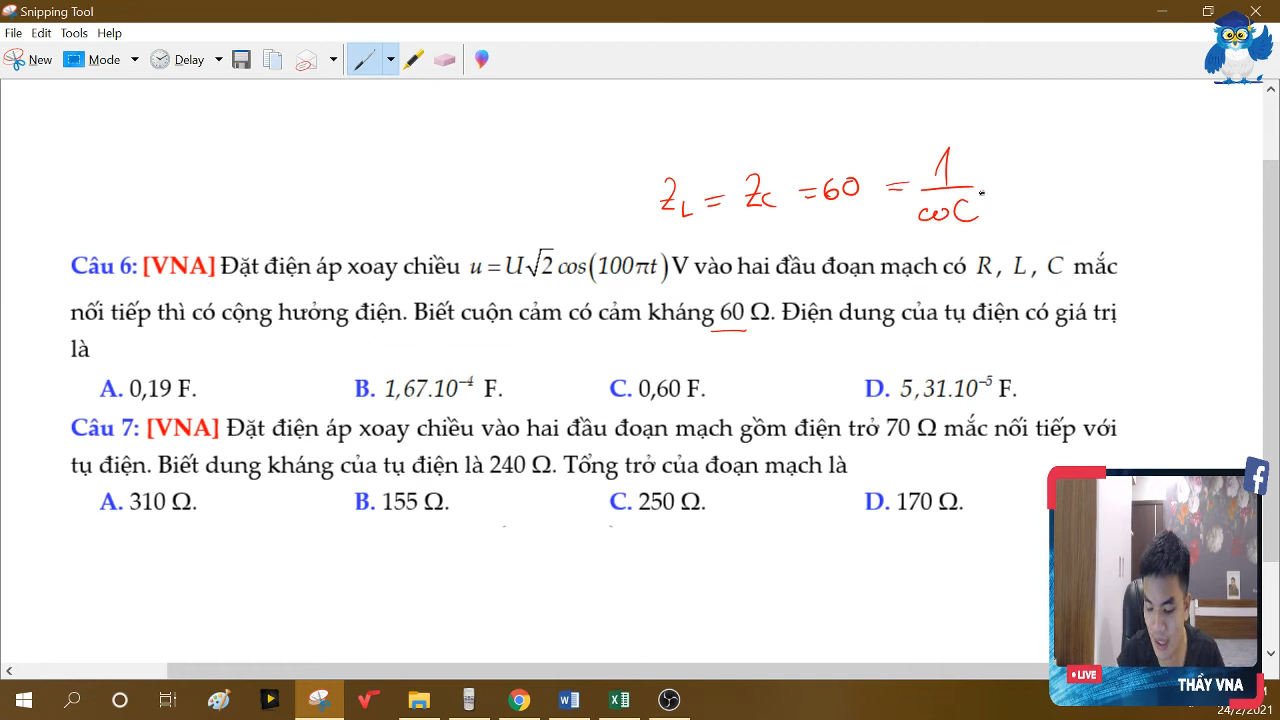 Snipping Tool
File Edit Tools Help
New Mode Delay
Z_L = Z_C = 60 = 1/ωC
Câu 6: [VNA] Đặt điện áp xoay chiều u = U√2 cos(100πt) V vào hai đầu đoạn mạch có R, L, C mắc
nối tiếp thì có cộng hưởng điện. Biết cuộn cảm có cảm kháng 60 Ω. Điện dung của tụ điện có giá trị
là
A. 0,19 F. B. 1,67.10⁻⁴ F. C. 0,60 F. D. 5,31.10⁻⁵ F.
Câu 7: [VNA] Đặt điện áp xoay chiều vào hai đầu đoạn mạch gồm điện trở 70 Ω mắc nối tiếp với
tụ điện. Biết dung kháng của tụ điện là 240 Ω. Tổng trở của đoạn mạch là
A. 310 Ω. B. 155 Ω. C. 250 Ω. D. 170 Ω.
LIVE THẦY VNA
24/2/2021